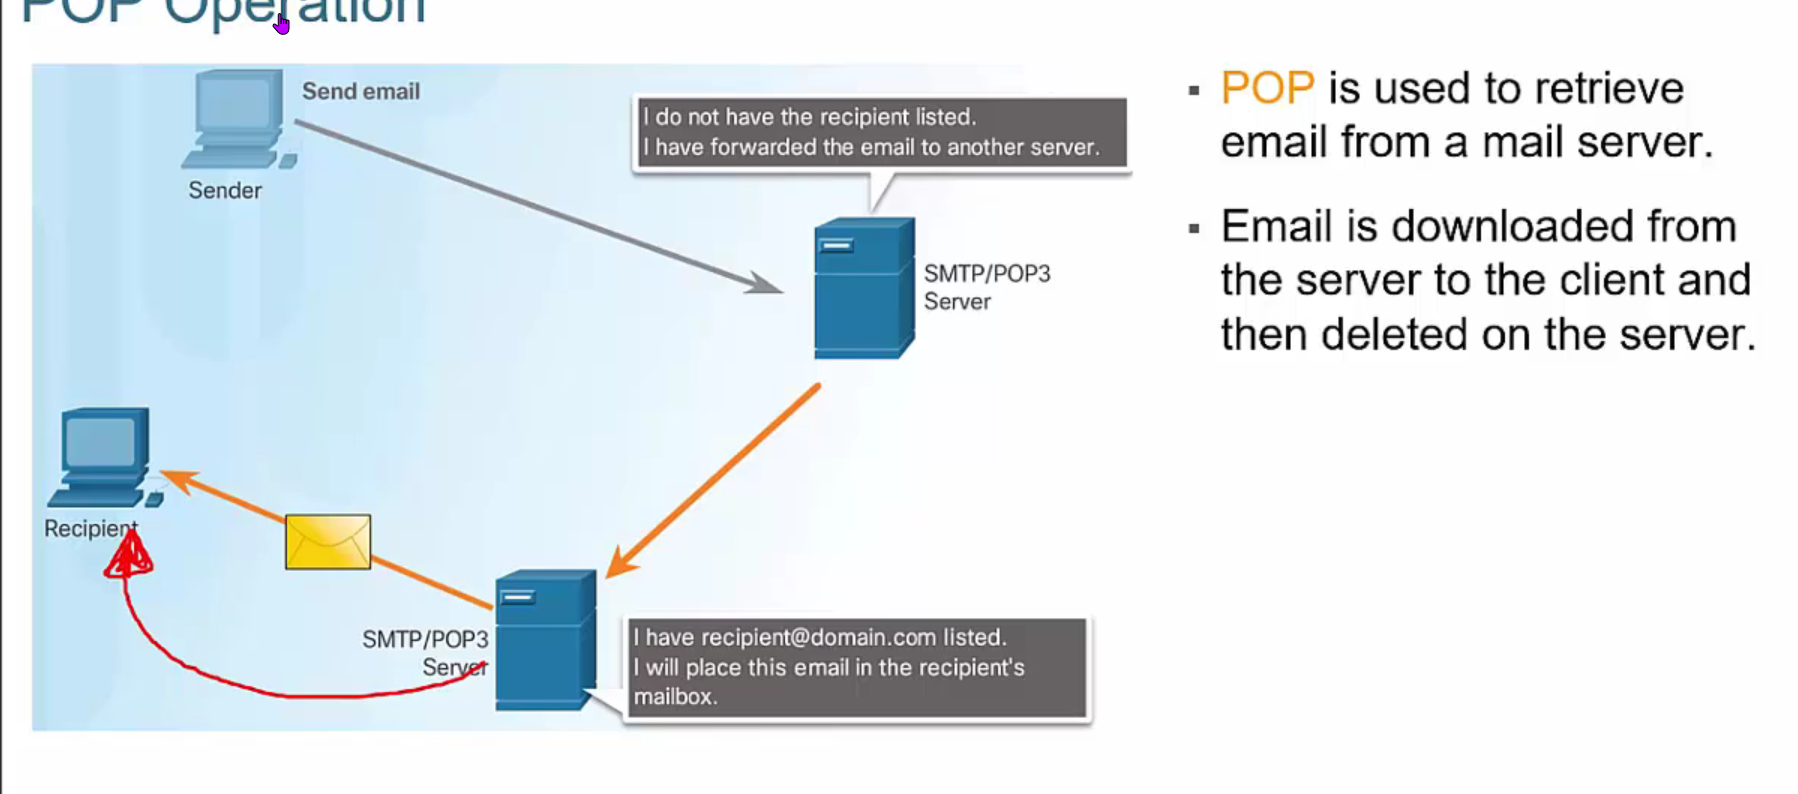 POP Operation
Send email
Sender
I do not have the recipient listed.
I have forwarded the email to another server.
SMTP/POP3
Server
Recipient
SMTP/POP3
Server
I have recipient@domain.com listed.
I will place this email in the recipient's
mailbox.
▪ POP is used to retrieve
email from a mail server.
▪ Email is downloaded from
the server to the client and
then deleted on the server.